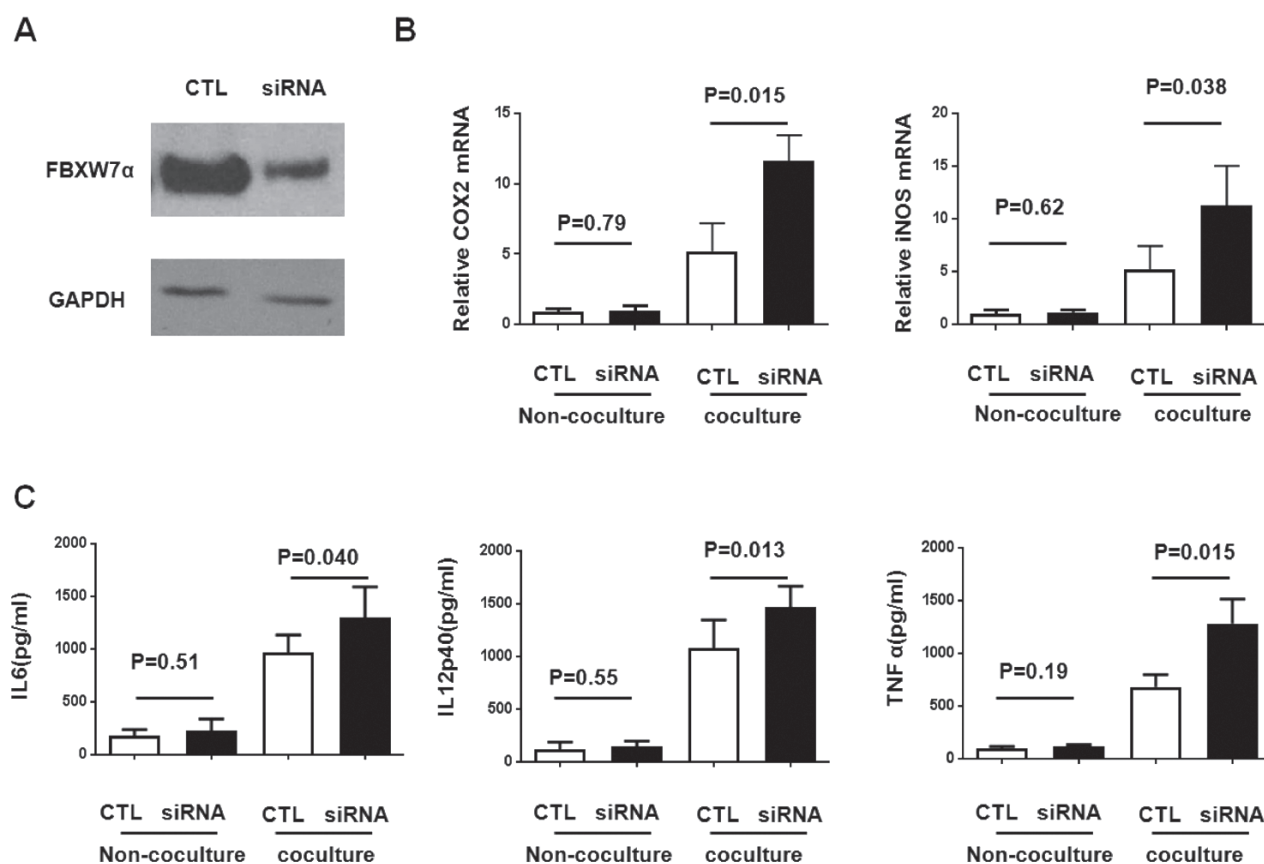 A
CTL siRNA
FBXW7α
GAPDH
B
Relative COX2 mRNA
15
10
5
0
P=0.79
P=0.015
CTL siRNA CTL siRNA
Non-coculture coculture
Relative iNOS mRNA
20
15
10
5
0
P=0.62
P=0.038
CTL siRNA CTL siRNA
Non-coculture coculture
C
IL6(pg/ml)
2000
1500
1000
500
0
P=0.51
P=0.040
CTL siRNA CTL siRNA
Non-coculture coculture
IL12p40(pg/ml)
2000
1500
1000
500
0
P=0.55
P=0.013
CTL siRNA CTL siRNA
Non-coculture coculture
TNF α(pg/ml)
2000
1500
1000
500
0
P=0.19
P=0.015
CTL siRNA CTL siRNA
Non-coculture coculture